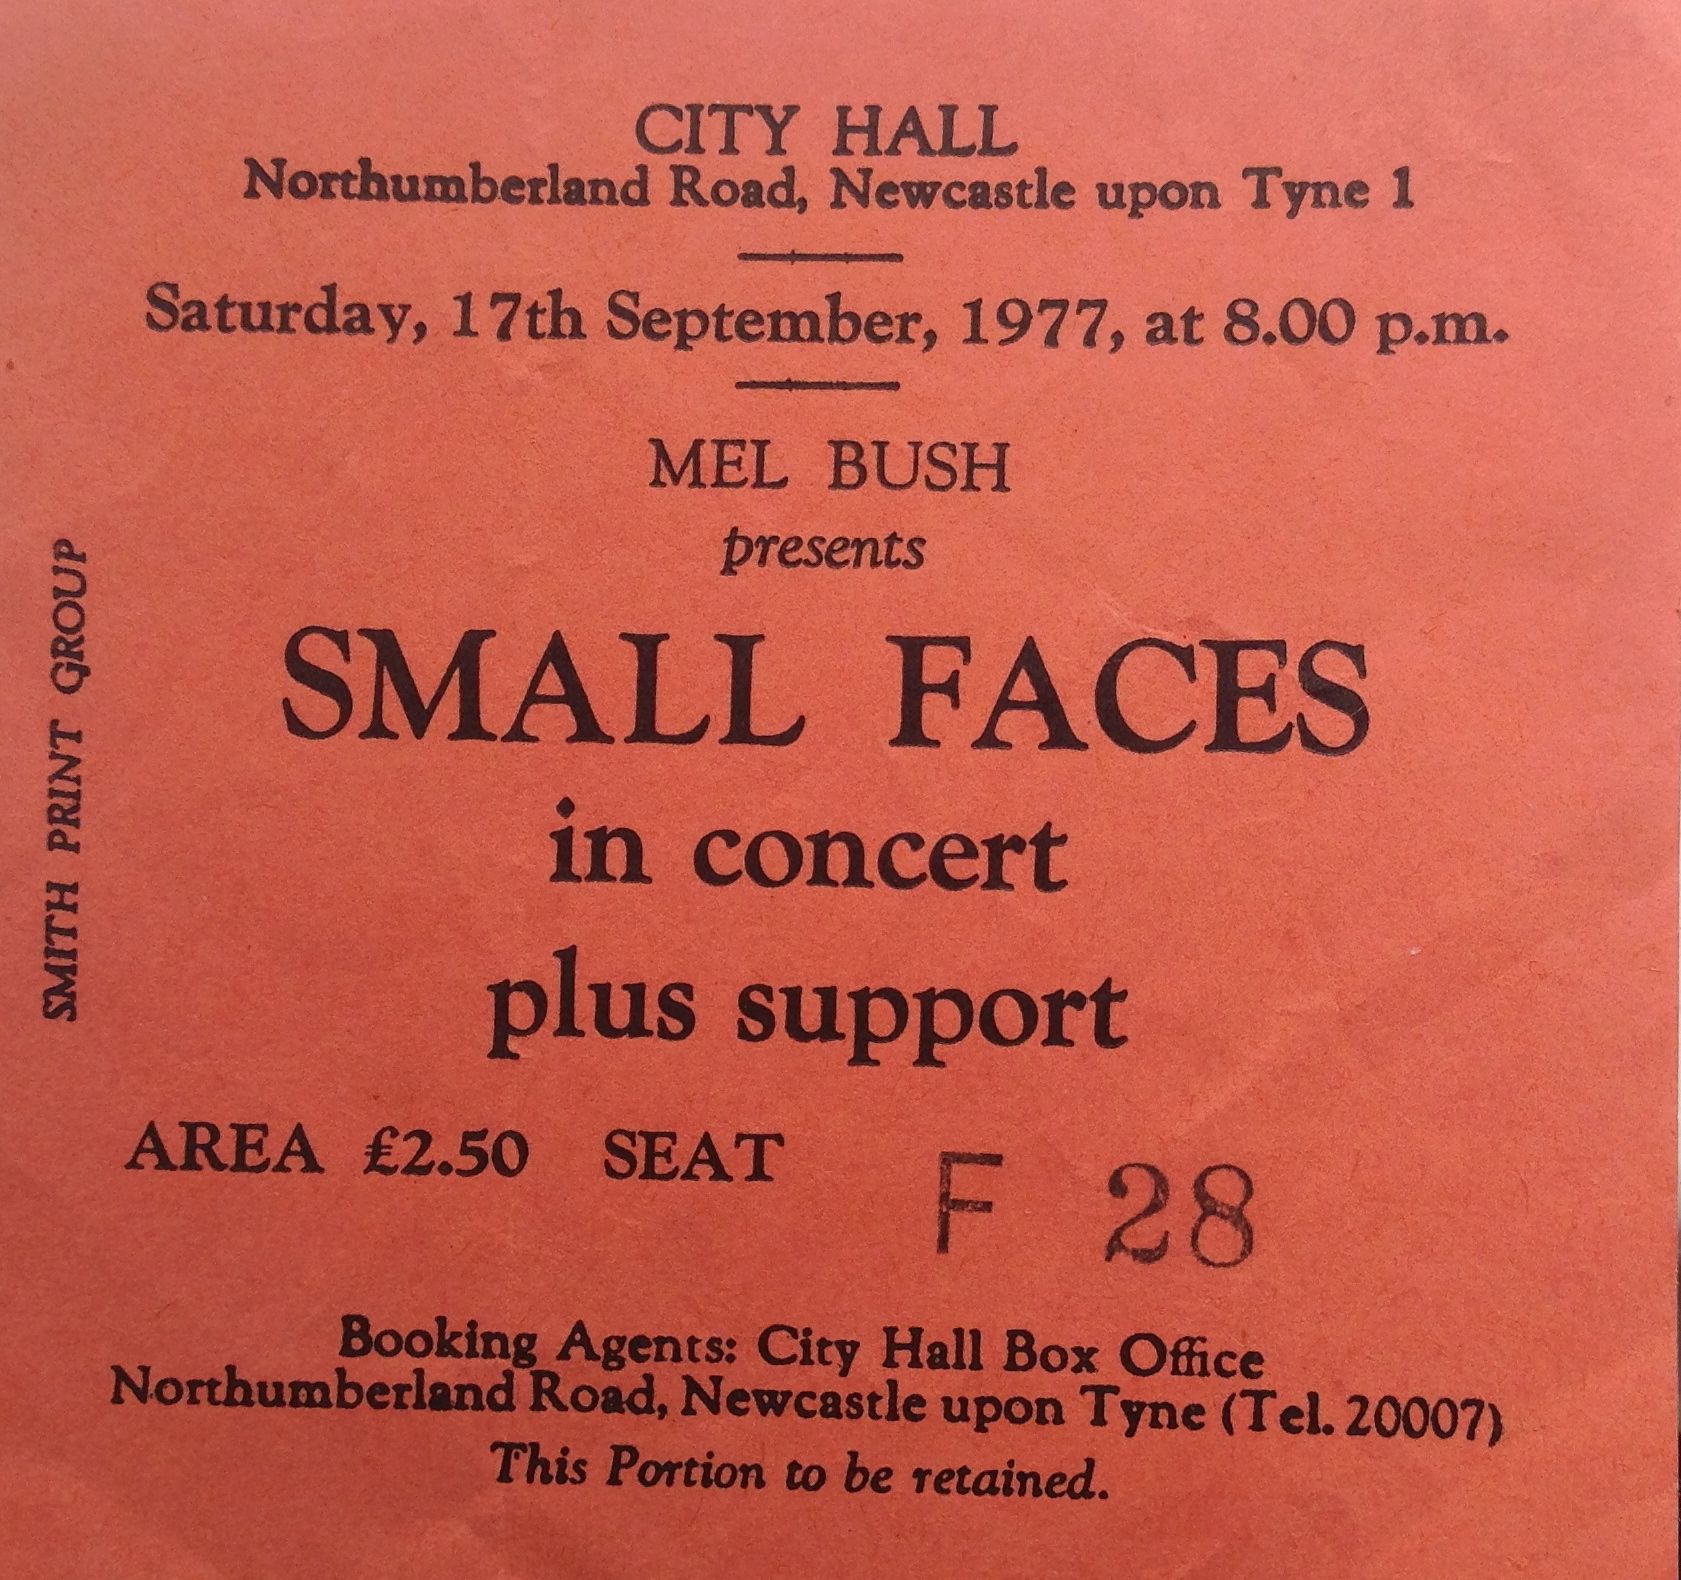 CITY HALL
Northumberland Road, Newcastle upon Tyne 1
Saturday, 17th September, 1977, at 8.00 p.m.
MEL BUSH
presents
SMALL FACES
in concert
plus support
AREA £2.50 SEAT F 28
Booking Agents: City Hall Box Office
Northumberland Road, Newcastle upon Tyne (Tel. 20007)
This Portion to be retained.
SMITH PRINT GROUP